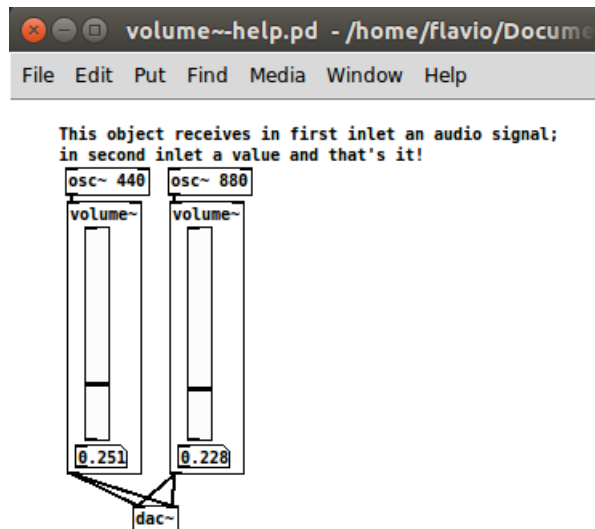 volume~-help.pd - /home/flavio/Docume
File Edit Put Find Media Window Help
This object receives in first inlet an audio signal;
in second inlet a value and that's it!
osc~ 440 osc~ 880
volume~ volume~
0.251 0.228
dac~